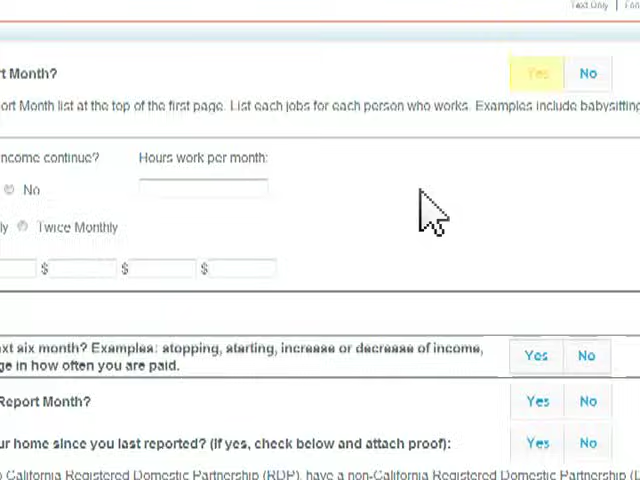 Text Only | Fon
rt Month?
Yes No
ort Month list at the top of the first page. List each jobs for each person who works. Examples include babysitting
income continue? Hours work per month:
No
ly Twice Monthly
$ $ $
ext six month? Examples: stopping, starting, increase or decrease of income,
ge in how often you are paid.
Yes No
Report Month?
Yes No
ur home since you last reported? (if yes, check below and attach proof):
Yes No
California Registered Domestic Partnership (RDP), have a non-California Registered Domestic Partnership (D